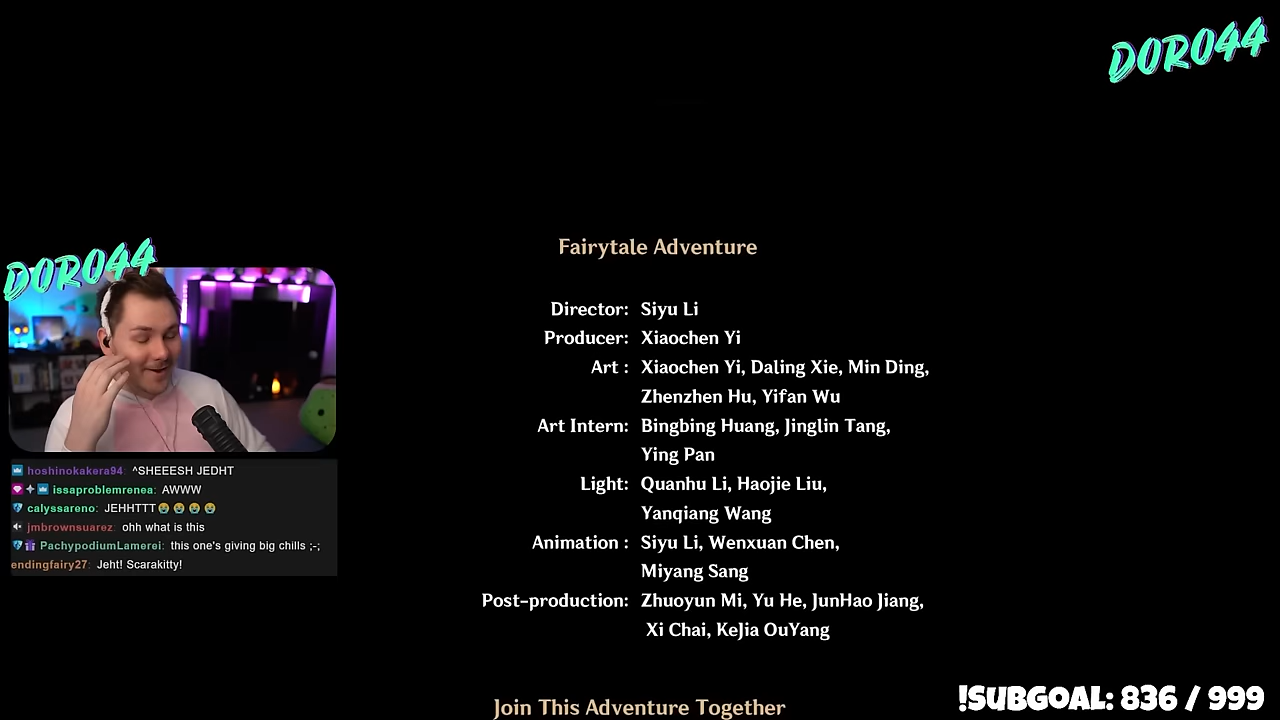 DORO44
Fairytale Adventure
DORO44
Director: Siyu Li
Producer: Xiaochen Yi
Art : Xiaochen Yi, Daling Xie, Min Ding,
Zhenzhen Hu, Yifan Wu
Art Intern: Bingbing Huang, Jinglin Tang,
Ying Pan
Light: Quanhu Li, Haojie Liu,
Yanqiang Wang
Animation : Siyu Li, Wenxuan Chen,
Miyang Sang
Post-production: Zhuoyun Mi, Yu He, JunHao Jiang,
Xi Chai, KeJia OuYang
hoshinokakera94: ^SHEEESH JEDHT
issaproblemrenea: AWWW
calyssareno: JEHHTTT😭😭😭😭
jmbrownsuarez: ohh what is this
PachypodiumLamerei: this one's giving big chills ;-;
endingfairy27: Jeht! Scarakitty!
Join This Adventure Together
!SUBGOAL: 836 / 999